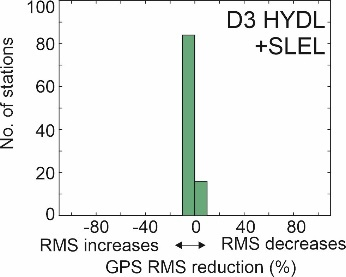 D3 HYDL
+SLEL
No. of stations
100
80
60
40
20
0
-80 -40 0 40 80
RMS increases RMS decreases
GPS RMS reduction (%)